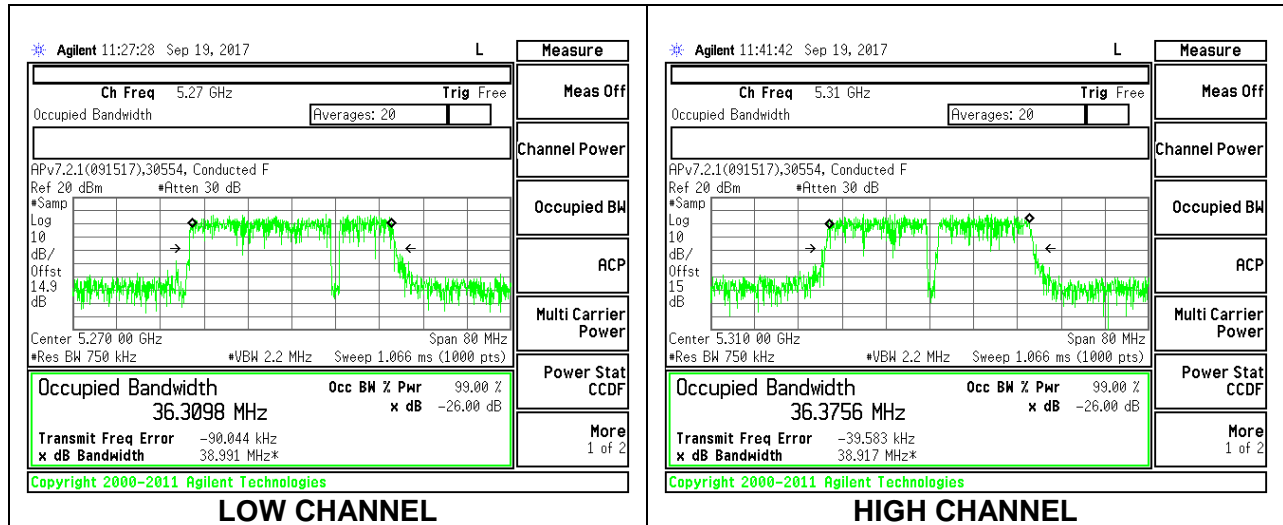 Agilent 11:27:28 Sep 19, 2017 L
Measure
Ch Freq 5.27 GHz Trig Free
Occupied Bandwidth Averages: 20
APv7.2.1(091517),30554, Conducted F
Ref 20 dBm #Atten 30 dB
#Samp
Log
10
dB/
Offst
14.9
dB
Center 5.270 00 GHz Span 80 MHz
#Res BW 750 kHz #VBW 2.2 MHz Sweep 1.066 ms (1000 pts)
Occupied Bandwidth Occ BW % Pwr 99.00 %
36.3098 MHz x dB -26.00 dB
Transmit Freq Error -90.044 kHz
x dB Bandwidth 38.991 MHz*
Copyright 2000-2011 Agilent Technologies
Meas Off
Channel Power
Occupied BW
ACP
Multi Carrier
Power
Power Stat
CCDF
More
1 of 2
LOW CHANNEL
Agilent 11:41:42 Sep 19, 2017 L
Measure
Ch Freq 5.31 GHz Trig Free
Occupied Bandwidth Averages: 20
APv7.2.1(091517),30554, Conducted F
Ref 20 dBm #Atten 30 dB
#Samp
Log
10
dB/
Offst
15
dB
Center 5.310 00 GHz Span 80 MHz
#Res BW 750 kHz #VBW 2.2 MHz Sweep 1.066 ms (1000 pts)
Occupied Bandwidth Occ BW % Pwr 99.00 %
36.3756 MHz x dB -26.00 dB
Transmit Freq Error -39.583 kHz
x dB Bandwidth 38.917 MHz*
Copyright 2000-2011 Agilent Technologies
Meas Off
Channel Power
Occupied BW
ACP
Multi Carrier
Power
Power Stat
CCDF
More
1 of 2
HIGH CHANNEL